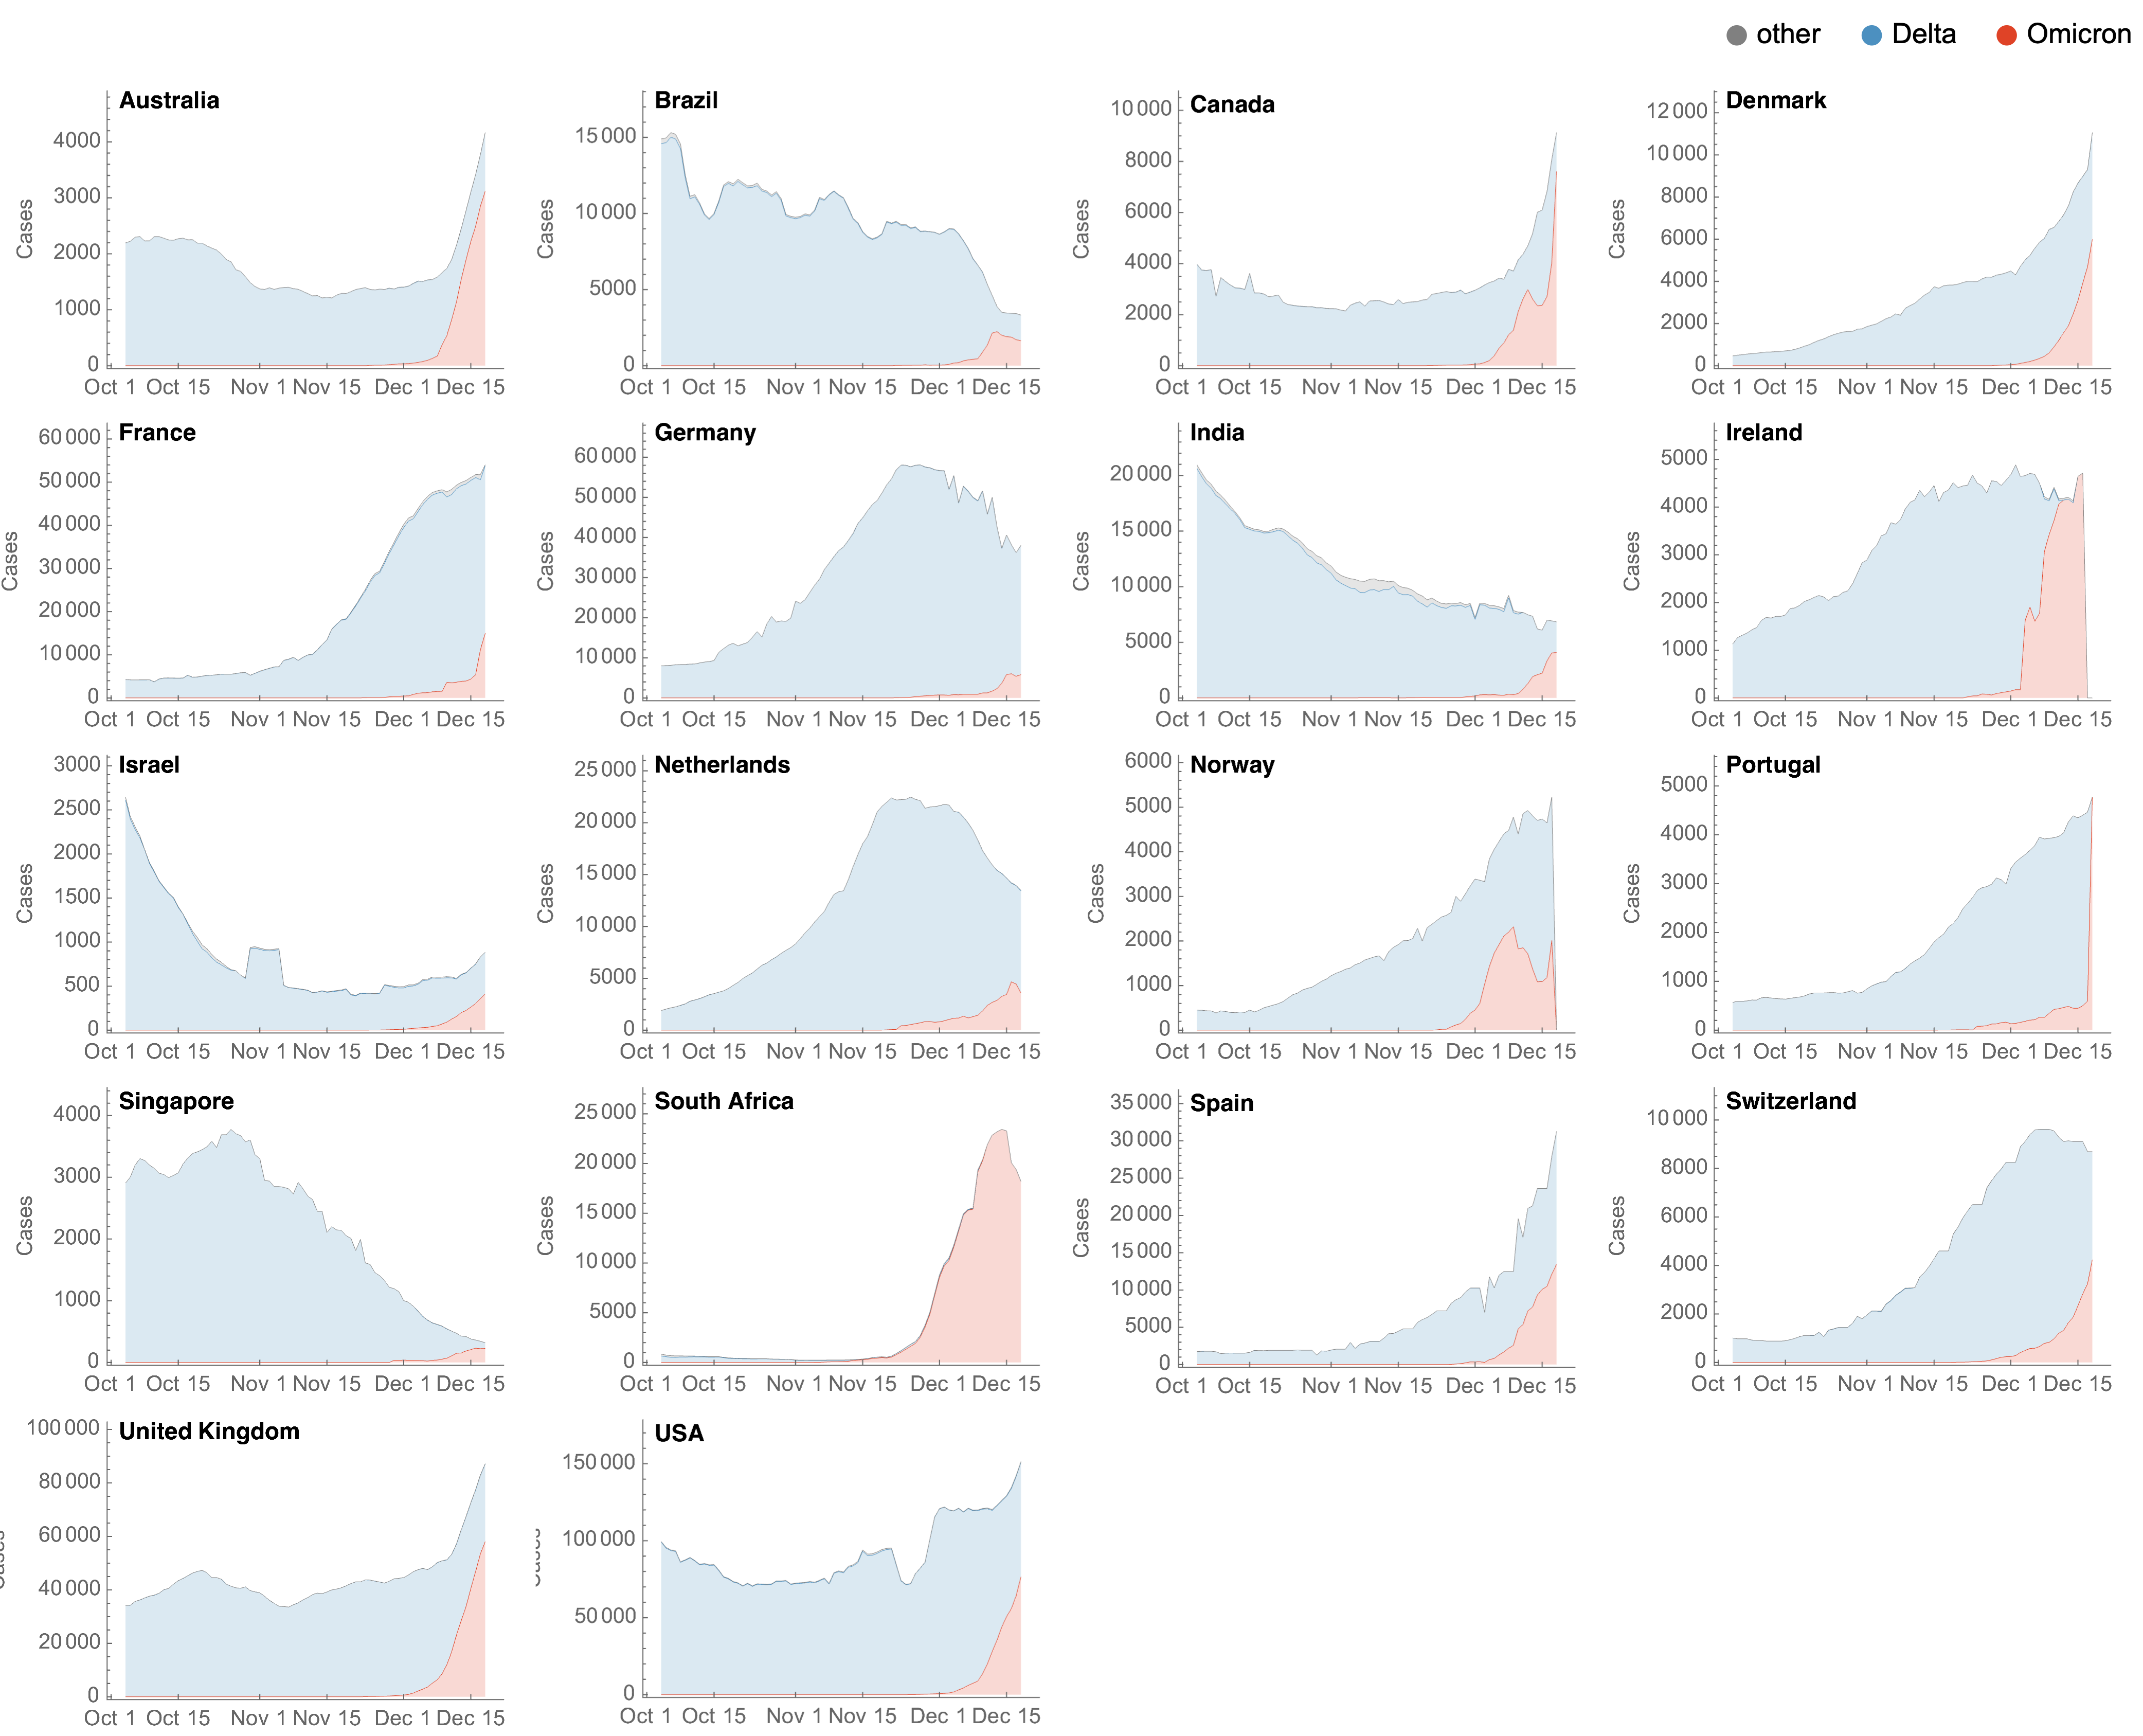 other Delta Omicron
Australia
Cases
4000
3000
2000
1000
0
Oct 1 Oct 15 Nov 1 Nov 15 Dec 1 Dec 15
Brazil
Cases
15 000
10 000
5000
0
Oct 1 Oct 15 Nov 1 Nov 15 Dec 1 Dec 15
Canada
Cases
10 000
8000
6000
4000
2000
0
Oct 1 Oct 15 Nov 1 Nov 15 Dec 1 Dec 15
Denmark
Cases
12 000
10 000
8000
6000
4000
2000
0
Oct 1 Oct 15 Nov 1 Nov 15 Dec 1 Dec 15
France
Cases
60 000
50 000
40 000
30 000
20 000
10 000
0
Oct 1 Oct 15 Nov 1 Nov 15 Dec 1 Dec 15
Germany
Cases
60 000
50 000
40 000
30 000
20 000
10 000
0
Oct 1 Oct 15 Nov 1 Nov 15 Dec 1 Dec 15
India
Cases
20 000
15 000
10 000
5000
0
Oct 1 Oct 15 Nov 1 Nov 15 Dec 1 Dec 15
Ireland
Cases
5000
4000
3000
2000
1000
0
Oct 1 Oct 15 Nov 1 Nov 15 Dec 1 Dec 15
Israel
Cases
3000
2500
2000
1500
1000
500
0
Oct 1 Oct 15 Nov 1 Nov 15 Dec 1 Dec 15
Netherlands
Cases
25 000
20 000
15 000
10 000
5000
0
Oct 1 Oct 15 Nov 1 Nov 15 Dec 1 Dec 15
Norway
Cases
6000
5000
4000
3000
2000
1000
0
Oct 1 Oct 15 Nov 1 Nov 15 Dec 1 Dec 15
Portugal
Cases
5000
4000
3000
2000
1000
0
Oct 1 Oct 15 Nov 1 Nov 15 Dec 1 Dec 15
Singapore
Cases
4000
3000
2000
1000
0
Oct 1 Oct 15 Nov 1 Nov 15 Dec 1 Dec 15
South Africa
Cases
25 000
20 000
15 000
10 000
5000
0
Oct 1 Oct 15 Nov 1 Nov 15 Dec 1 Dec 15
Spain
Cases
35 000
30 000
25 000
20 000
15 000
10 000
5000
0
Oct 1 Oct 15 Nov 1 Nov 15 Dec 1 Dec 15
Switzerland
Cases
10 000
8000
6000
4000
2000
0
Oct 1 Oct 15 Nov 1 Nov 15 Dec 1 Dec 15
United Kingdom
100 000
80 000
60 000
40 000
20 000
0
Oct 1 Oct 15 Nov 1 Nov 15 Dec 1 Dec 15
USA
150 000
100 000
50 000
0
Oct 1 Oct 15 Nov 1 Nov 15 Dec 1 Dec 15